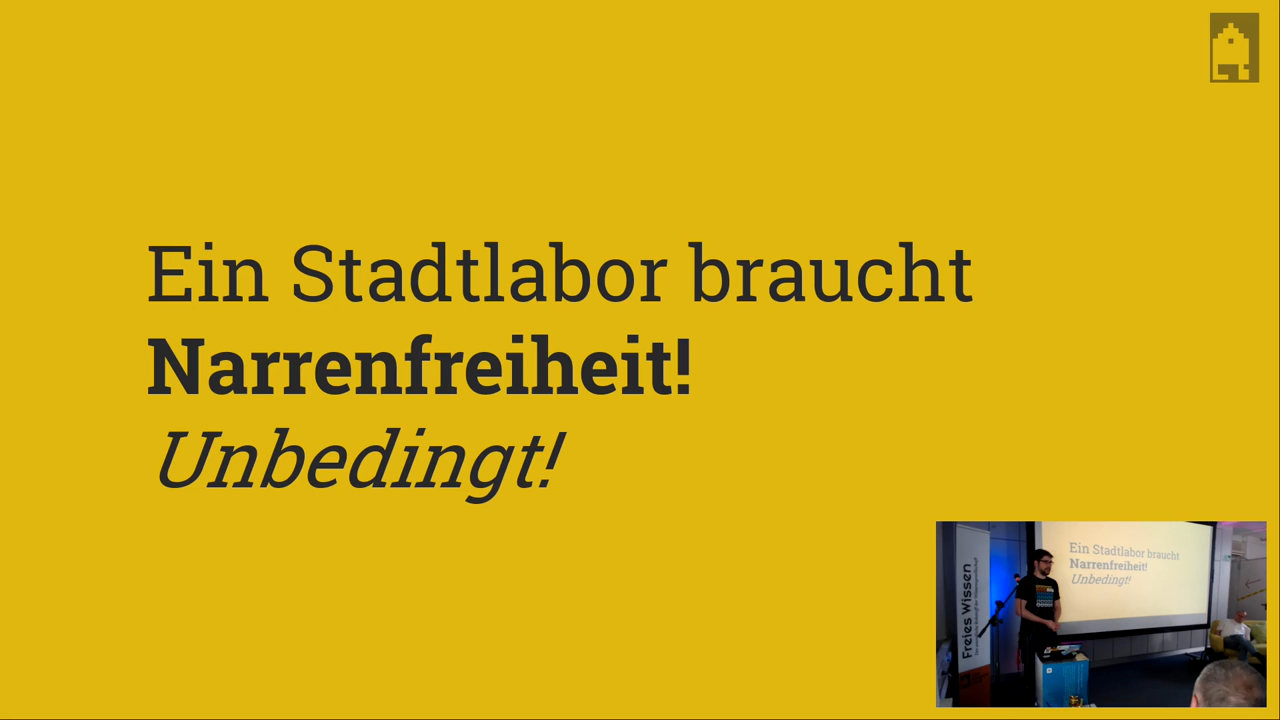 Ein Stadtlabor braucht
Narrenfreiheit!
Unbedingt!
Freies Wissen
Ein Stadtlabor braucht
Narrenfreiheit!
Unbedingt!